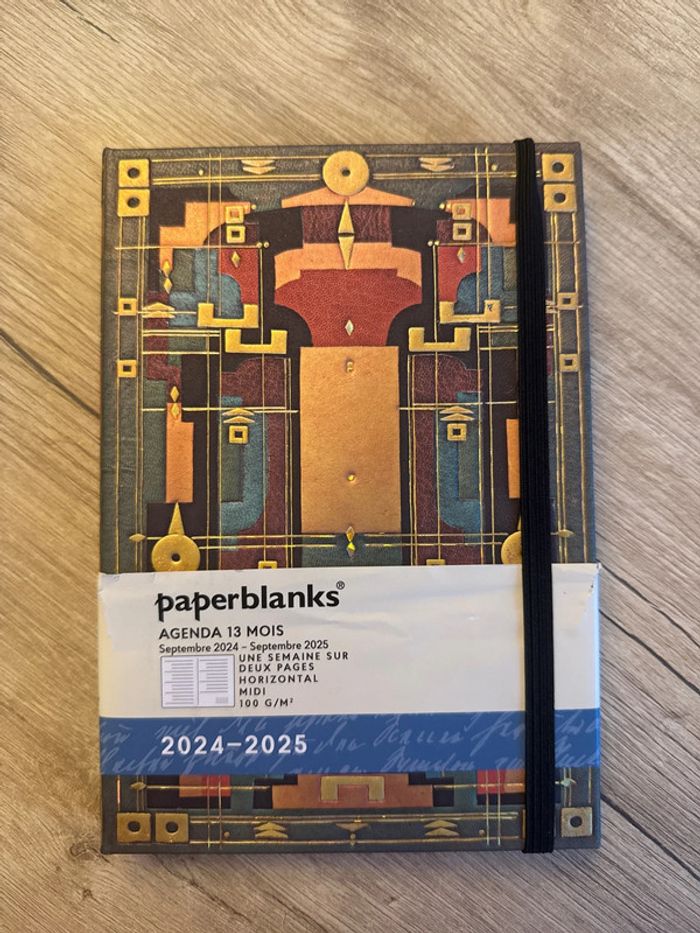 paperblanks®
AGENDA 13 MOIS
Septembre 2024 – Septembre 2025
UNE SEMAINE SUR
DEUX PAGES
HORIZONTAL
MIDI
100 G/M²
2024–2025